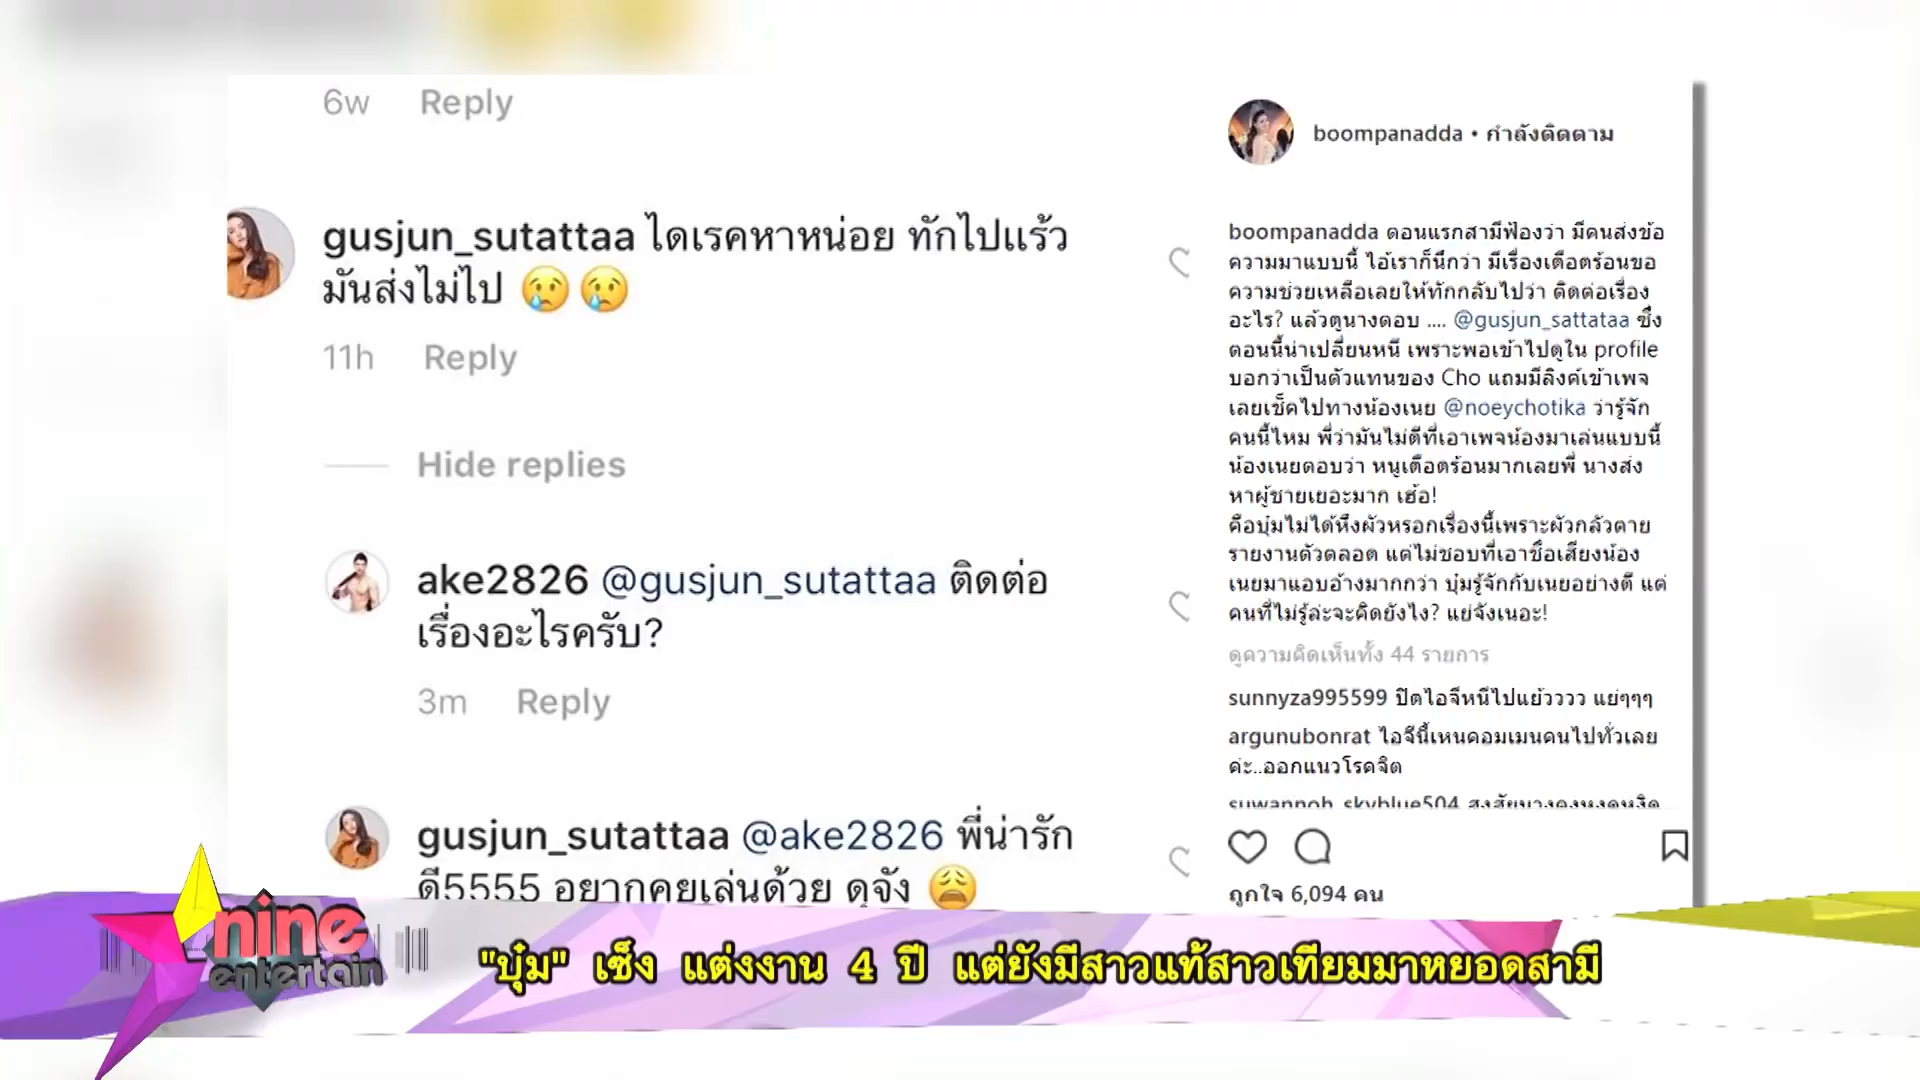 6w Reply
gusjun_sutattaa ไดเรคหาหน่อย ทักไปแร้ว
มันส่งไม่ไป 😢 😢
11h Reply
Hide replies
ake2826 @gusjun_sutattaa ติดต่อ
เรื่องอะไรครับ?
3m Reply
gusjun_sutattaa @ake2826 พี่น่ารัก
ดี5555 อยากคุยเล่นด้วย ดุจัง 😩
boompanadda • กำลังติดตาม
boompanadda ตอนแรกสามีฟ้องว่า มีคนส่งข้อ
ความมาแบบนี้ ไอ้เราก็นึกว่า มีเรื่องเดือดร้อนขอ
ความช่วยเหลือเลยให้ทักกลับไปว่า ติดต่อเรื่อง
อะไร? แล้วดูนางตอบ .... @gusjun_sattataa ซึ่ง
ตอนนี้น่าเปลี่ยนหนี เพราะพอเข้าไปดูใน profile
บอกว่าเป็นตัวแทนของ Cho แถมมีลิงค์เข้าเพจ
เลยเช็คไปทางน้องเนย @noeychotika ว่ารู้จัก
คนนี้ไหม พี่ว่ามันไม่ดีที่เอาเพจน้องมาเล่นแบบนี้
น้องเนยตอบว่า หนูเดือดร้อนมากเลยพี่ นางส่ง
หาผู้ชายเยอะมาก เฮ้อ!
คือบุ๋มไม่ได้หึงผัวหรอกเรื่องนี้เพราะผัวกลัวตาย
รายงานตัวตลอด แต่ไม่ชอบที่เอาชื่อเสียงน้อง
เนยมาแอบอ้างมากกว่า บุ๋มรู้จักกับเนยอย่างดี แต่
คนที่ไม่รู้ล่ะจะคิดยังไง? แย่จังเนอะ!
ดูความคิดเห็นทั้ง 44 รายการ
sunnyza995599 ปิดไอจีหนีไปแย้วววว แย่ๆๆๆ
argunubonrat ไอจีนี้เหนคอมเมนคนไปทั่วเลย
ค่ะ..ออกแนวโรคจิต
suwannoh_skyblue504 สงสัยนางคงหงุดหงิด
ถูกใจ 6,094 คน
nine
entertain
"บุ๋ม" เซ็ง แต่งงาน 4 ปี แต่ยังมีสาวแท้สาวเทียมมาหยอดสามี